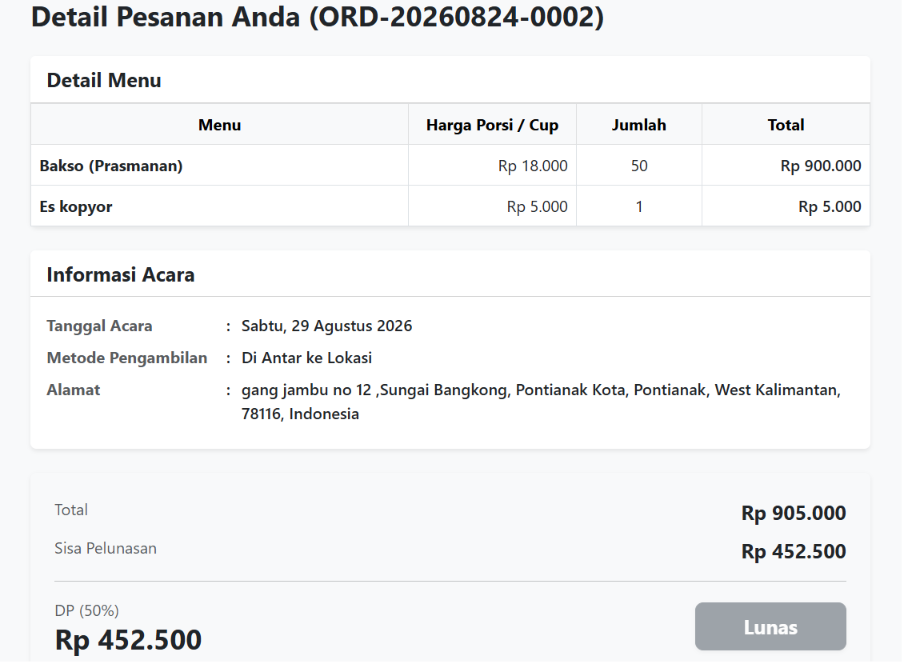 Detail Pesanan Anda (ORD-20260824-0002)
Detail Menu
Menu Harga Porsi / Cup Jumlah Total
Bakso (Prasmanan) Rp 18.000 50 Rp 900.000
Es kopyor Rp 5.000 1 Rp 5.000
Informasi Acara
Tanggal Acara : Sabtu, 29 Agustus 2026
Metode Pengambilan : Di Antar ke Lokasi
Alamat : gang jambu no 12 ,Sungai Bangkong, Pontianak Kota, Pontianak, West Kalimantan,
78116, Indonesia
Total Rp 905.000
Sisa Pelunasan Rp 452.500
DP (50%)
Rp 452.500 Lunas